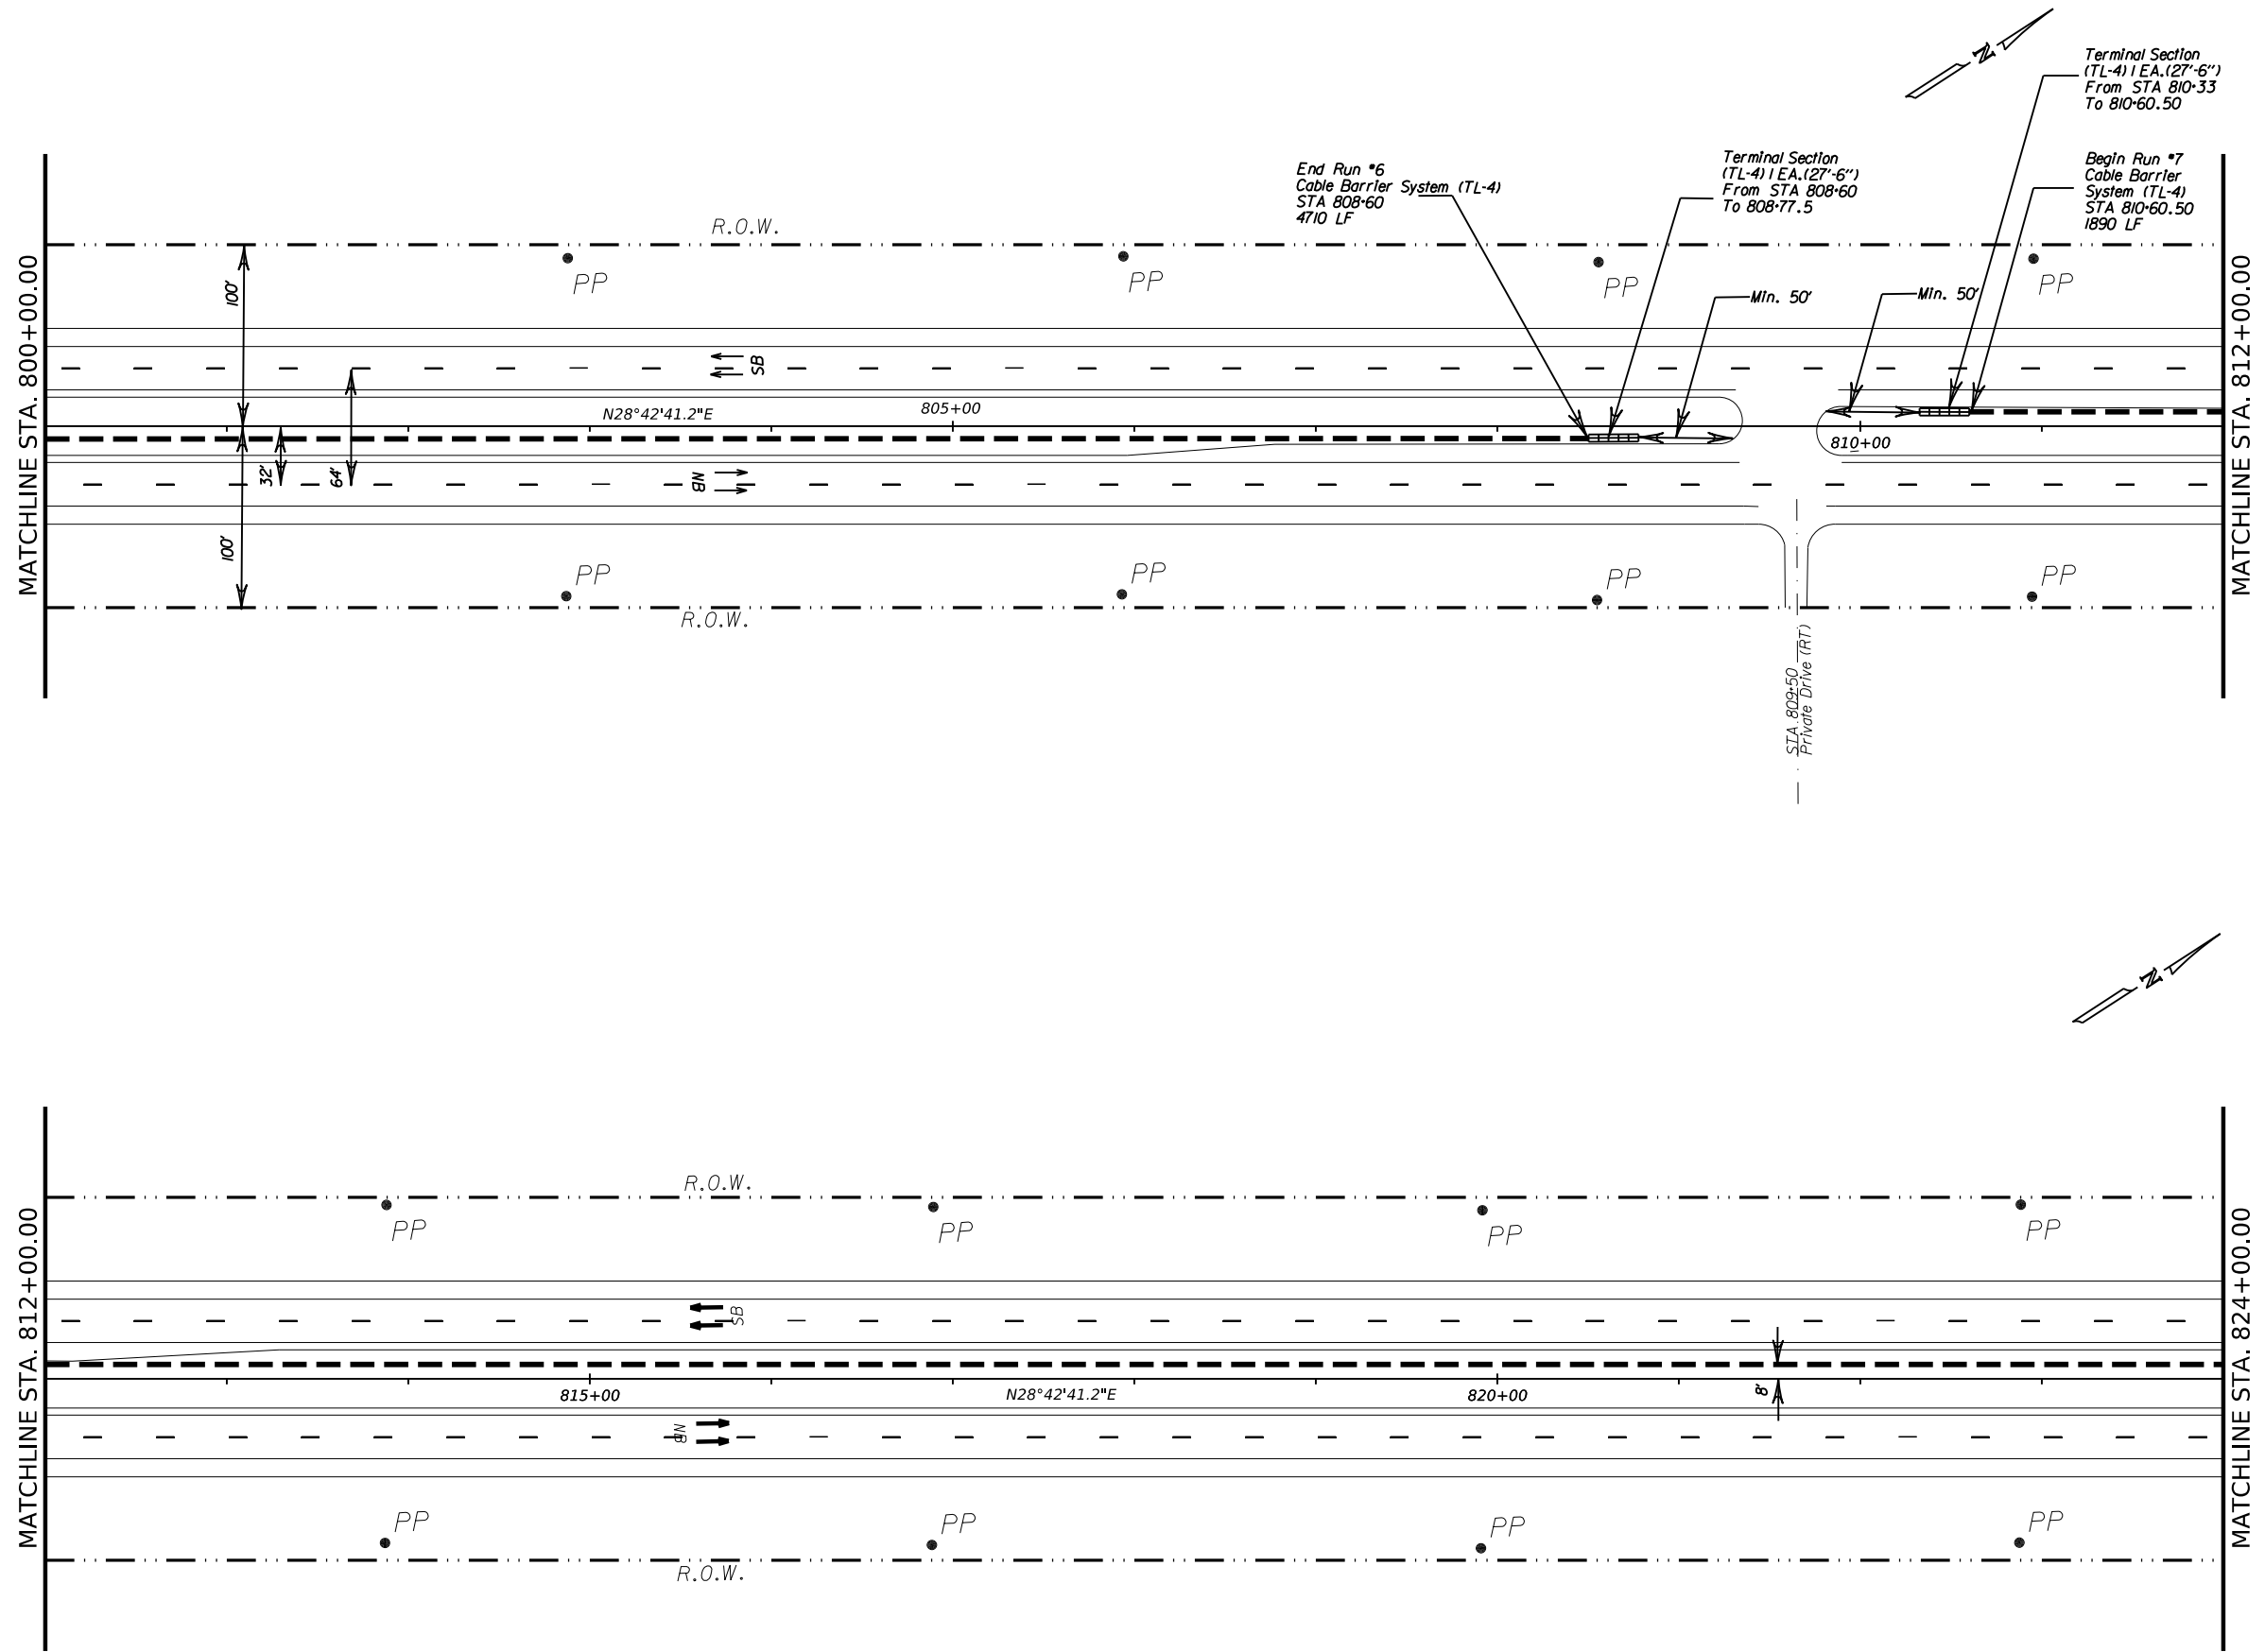 N
Terminal Section
(TL-4) 1 EA.(27'-6")
From STA 810+33
To 810+60.50
End Run #6
Cable Barrier System (TL-4)
STA 808+60
4710 LF
Terminal Section
(TL-4) 1 EA.(27'-6")
From STA 808+60
To 808+77.5
Begin Run #7
Cable Barrier
System (TL-4)
STA 810+60.50
1890 LF
R.O.W.
PP
PP
PP
PP
100'
Min. 50'
Min. 50'
MATCHLINE STA. 800+00.00
MATCHLINE STA. 812+00.00
SB
N28°42'41.2"E
805+00
810+00
32'
64'
NB
100'
PP
PP
PP
PP
R.O.W.
STA 809+50
Private Drive (RT)
N
R.O.W.
PP
PP
PP
PP
MATCHLINE STA. 812+00.00
MATCHLINE STA. 824+00.00
SB
815+00
N28°42'41.2"E
820+00
8'
NB
PP
PP
PP
PP
R.O.W.